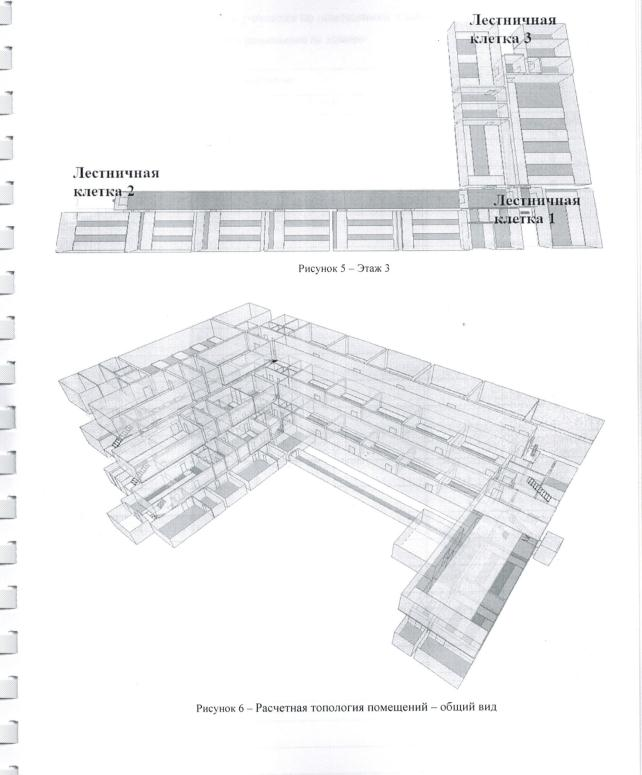 Лестничная
клетка 3
Лестничная
клетка 2
Лестничная
клетка 1
Рисунок 5 – Этаж 3
Рисунок 6 – Расчетная топология помещений – общий вид